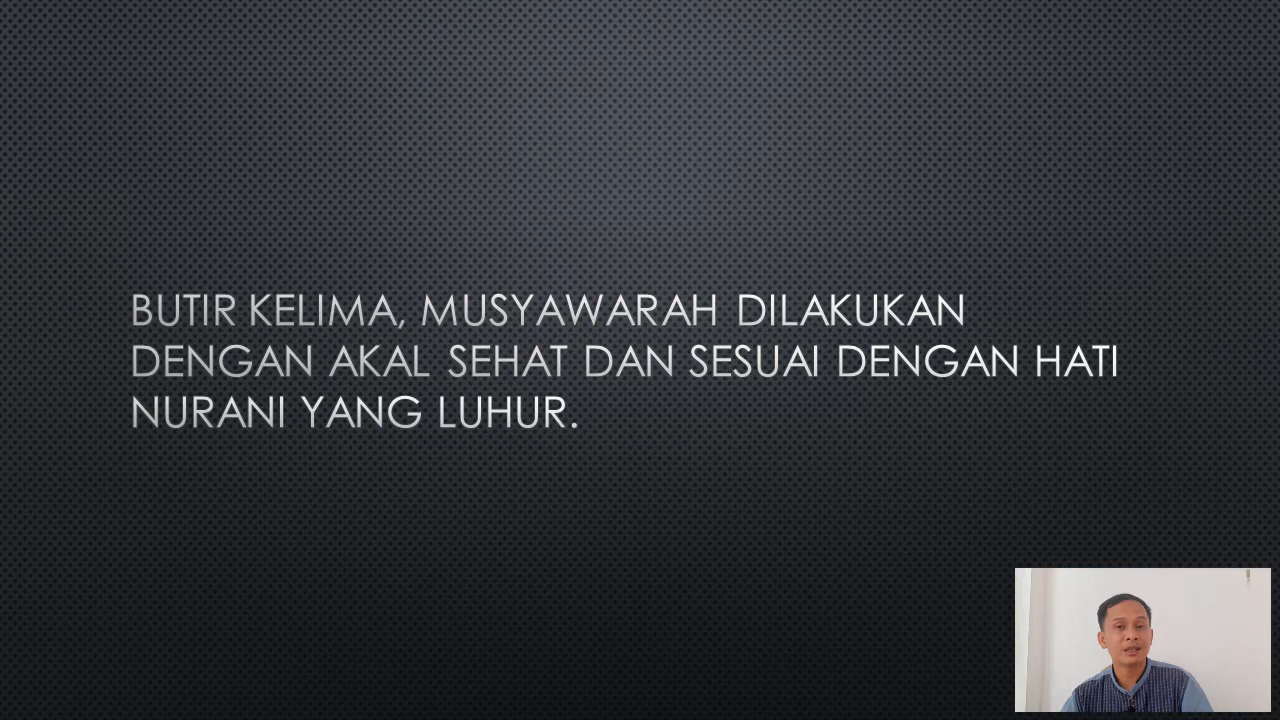 BUTIR KELIMA, MUSYAWARAH DILAKUKAN
DENGAN AKAL SEHAT DAN SESUAI DENGAN HATI
NURANI YANG LUHUR.